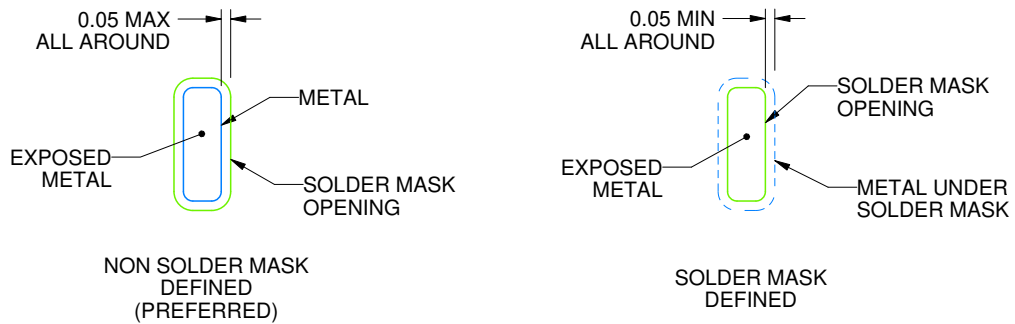 0.05 MAX
ALL AROUND
METAL
EXPOSED
METAL
SOLDER MASK
OPENING
NON SOLDER MASK
DEFINED
(PREFERRED)
0.05 MIN
ALL AROUND
SOLDER MASK
OPENING
EXPOSED
METAL
METAL UNDER
SOLDER MASK
SOLDER MASK
DEFINED